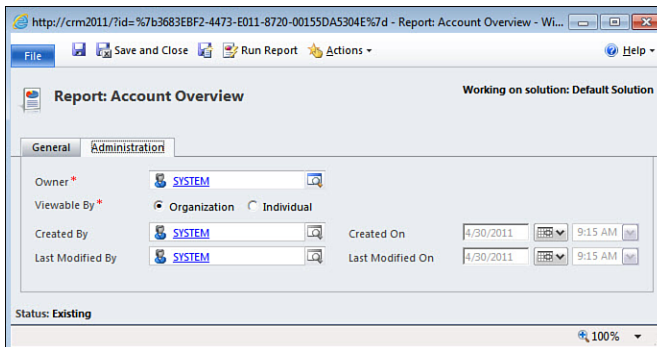 http://crm2011/?id=%7b3683EBF2-4473-E011-8720-00155DA5304E%7d - Report: Account Overview - Wi...
File Save and Close Run Report Actions Help
Report: Account Overview Working on solution: Default Solution
General Administration
Owner * SYSTEM
Viewable By * Organization Individual
Created By SYSTEM Created On 4/30/2011 9:15 AM
Last Modified By SYSTEM Last Modified On 4/30/2011 9:15 AM
Status: Existing
100%